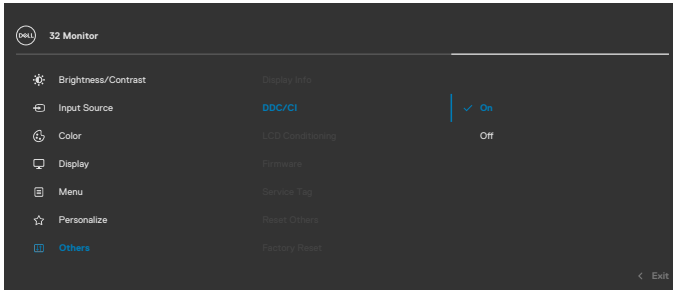 DELL
32 Monitor
Brightness/Contrast
Display Info
Input Source
DDC/CI
On
Color
LCD Conditioning
Off
Display
Firmware
Menu
Service Tag
Personalize
Reset Others
Others
Factory Reset
Exit